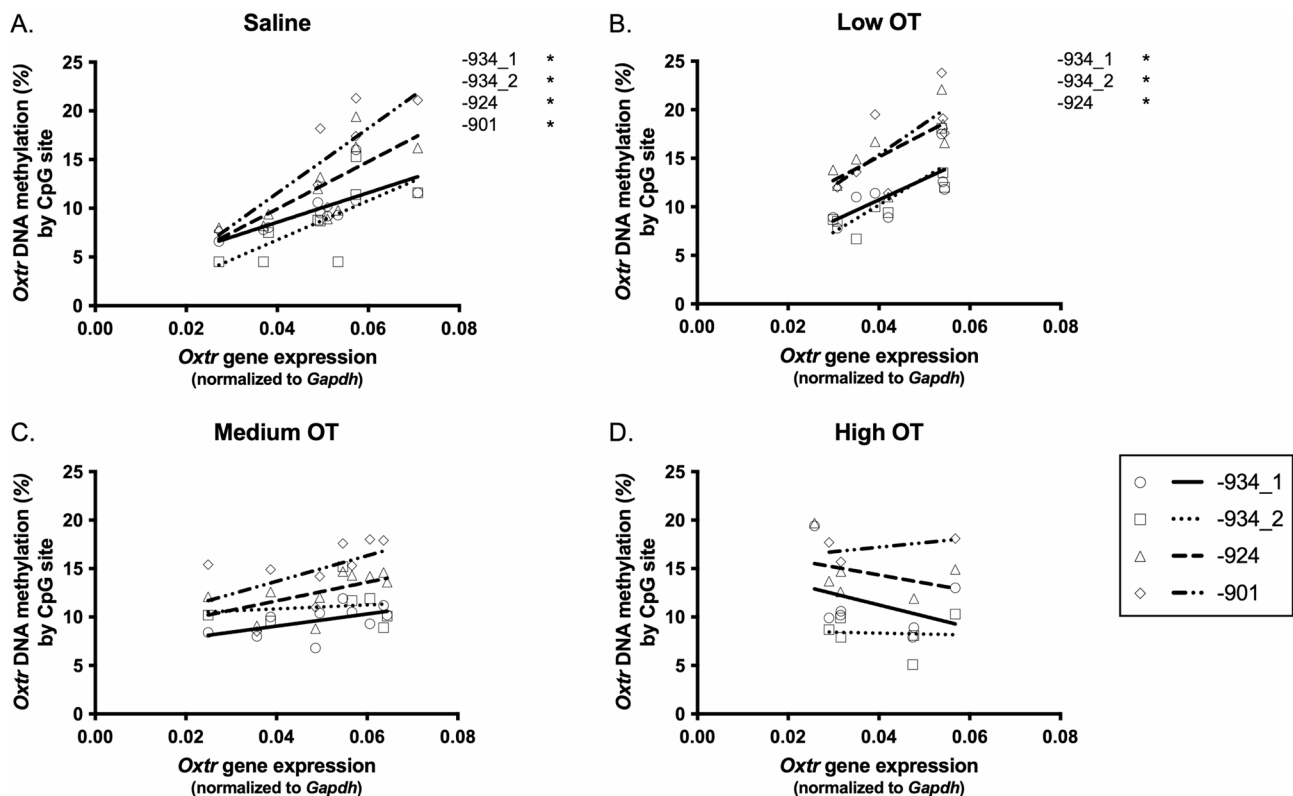 A.
Saline
Oxtr DNA methylation (%)
by CpG site
25
20
15
10
5
0
0.00 0.02 0.04 0.06 0.08
Oxtr gene expression
(normalized to Gapdh)
-934_1 *
-934_2 *
-924 *
-901 *
B.
Low OT
Oxtr DNA methylation (%)
by CpG site
25
20
15
10
5
0
0.00 0.02 0.04 0.06 0.08
Oxtr gene expression
(normalized to Gapdh)
-934_1 *
-934_2 *
-924 *
C.
Medium OT
Oxtr DNA methylation (%)
by CpG site
25
20
15
10
5
0
0.00 0.02 0.04 0.06 0.08
Oxtr gene expression
(normalized to Gapdh)
D.
High OT
Oxtr DNA methylation (%)
by CpG site
25
20
15
10
5
0
0.00 0.02 0.04 0.06 0.08
Oxtr gene expression
(normalized to Gapdh)
-934_1
-934_2
-924
-901